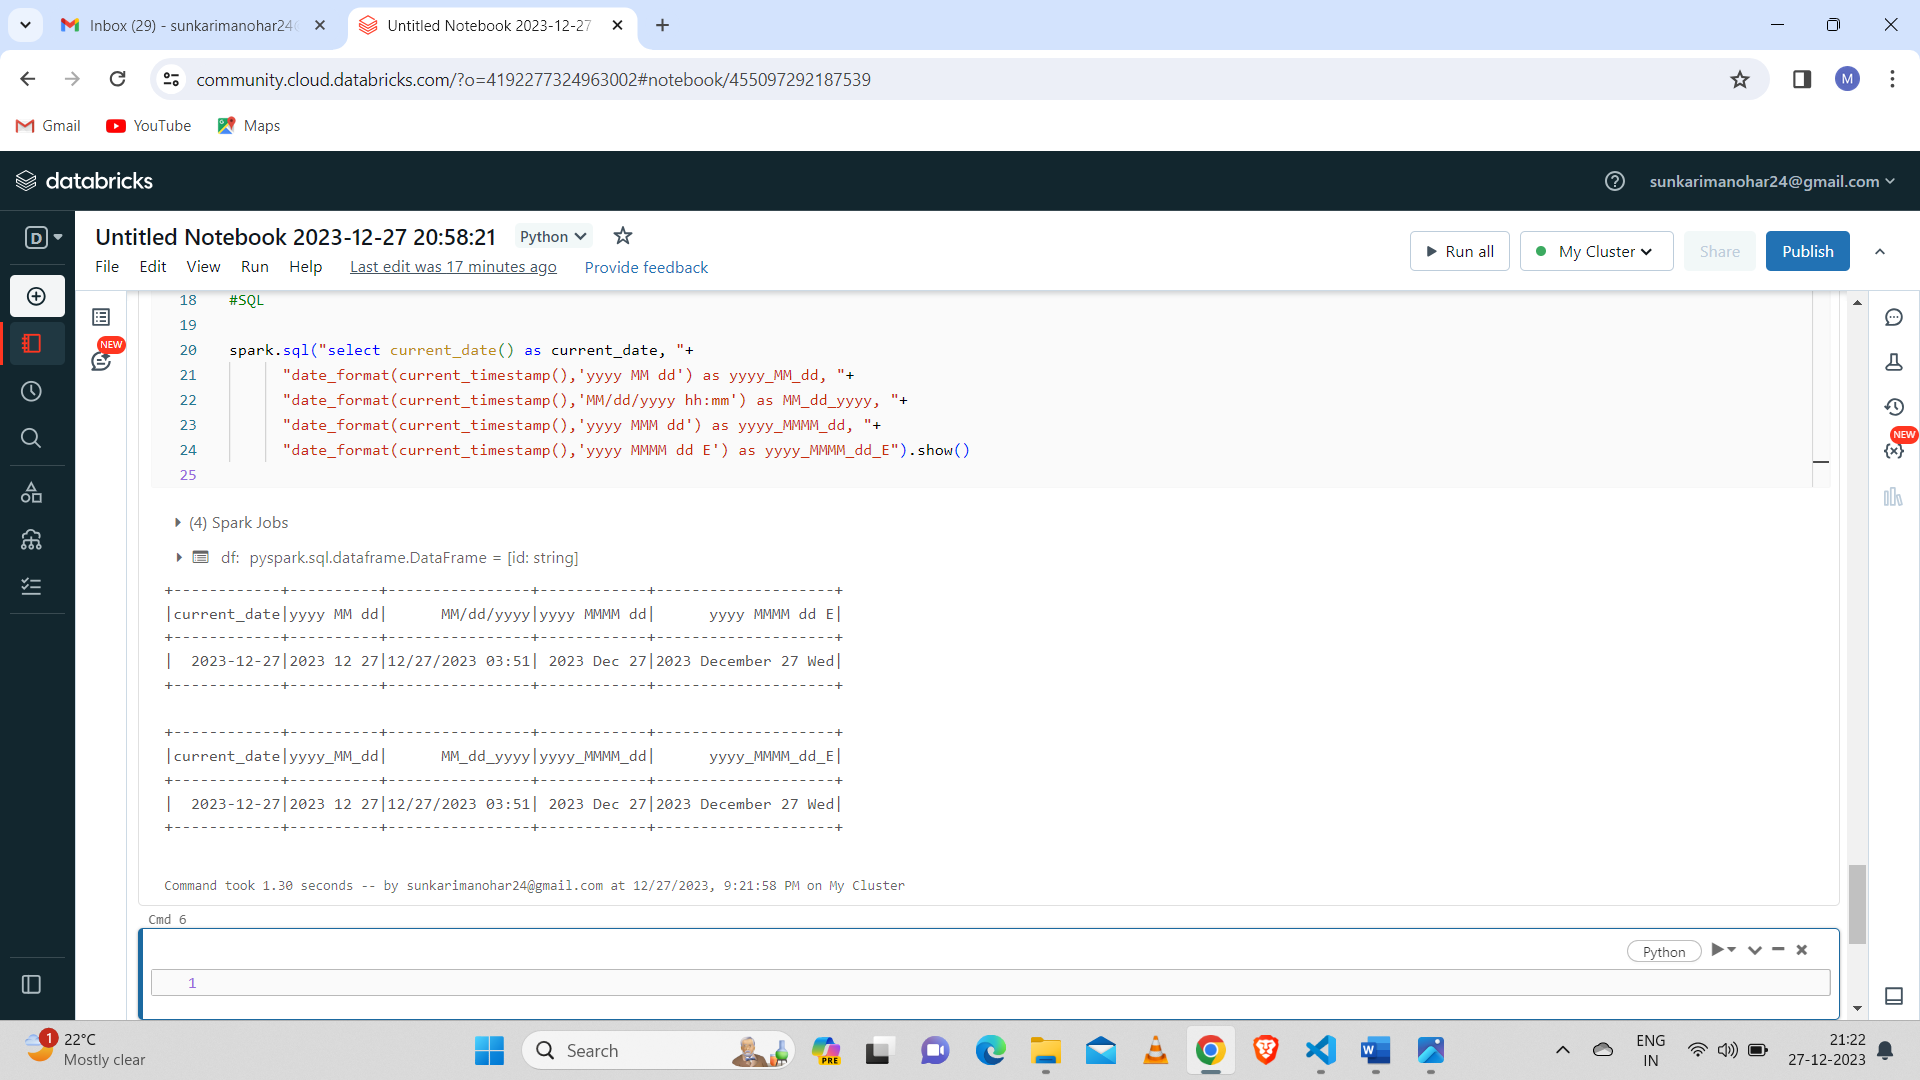 Inbox (29) - sunkarimanohar24
Untitled Notebook 2023-12-27
community.cloud.databricks.com/?o=4192277324963002#notebook/455097292187539
M
Gmail
YouTube
Maps
databricks
sunkarimanohar24@gmail.com
D
Untitled Notebook 2023-12-27 20:58:21
Python
File Edit View Run Help Last edit was 17 minutes ago Provide feedback
Run all
My Cluster
Share
Publish
NEW
NEW
18 #SQL
19
20 spark.sql("select current_date() as current_date, "+
21 "date_format(current_timestamp(),'yyyy MM dd') as yyyy_MM_dd, "+
22 "date_format(current_timestamp(),'MM/dd/yyyy hh:mm') as MM_dd_yyyy, "+
23 "date_format(current_timestamp(),'yyyy MMM dd') as yyyy_MMMM_dd, "+
24 "date_format(current_timestamp(),'yyyy MMMM dd E') as yyyy_MMMM_dd_E").show()
25
(4) Spark Jobs
df: pyspark.sql.dataframe.DataFrame = [id: string]
+------------+----------+----------------+------------+--------------------+
|current_date|yyyy MM dd|      MM/dd/yyyy|yyyy MMMM dd|      yyyy MMMM dd E|
+------------+----------+----------------+------------+--------------------+
|  2023-12-27|2023 12 27|12/27/2023 03:51| 2023 Dec 27|2023 December 27 Wed|
+------------+----------+----------------+------------+--------------------+
+------------+----------+----------------+------------+--------------------+
|current_date|yyyy_MM_dd|      MM_dd_yyyy|yyyy_MMMM_dd|      yyyy_MMMM_dd_E|
+------------+----------+----------------+------------+--------------------+
|  2023-12-27|2023 12 27|12/27/2023 03:51| 2023 Dec 27|2023 December 27 Wed|
+------------+----------+----------------+------------+--------------------+
Command took 1.30 seconds -- by sunkarimanohar24@gmail.com at 12/27/2023, 9:21:58 PM on My Cluster
Cmd 6
Python
1
1
22°C
Mostly clear
Search
PRE
ENG
IN
21:22
27-12-2023